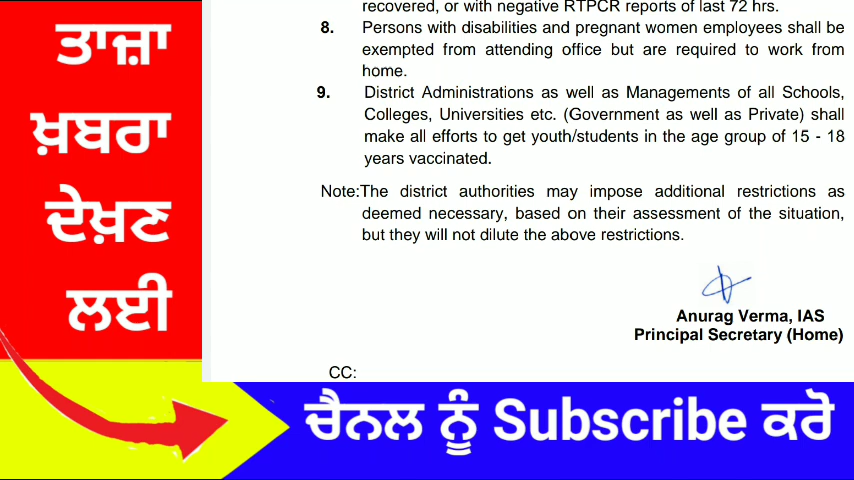 ਤਾਜ਼ਾ
ਖ਼ਬਰਾ
ਦੇਖ਼ਣ
ਲਈ
recovered, or with negative RTPCR reports of last 72 hrs.
8. Persons with disabilities and pregnant women employees shall be
exempted from attending office but are required to work from
home.
9. District Administrations as well as Managements of all Schools,
Colleges, Universities etc. (Government as well as Private) shall
make all efforts to get youth/students in the age group of 15 - 18
years vaccinated.
Note:The district authorities may impose additional restrictions as
deemed necessary, based on their assessment of the situation,
but they will not dilute the above restrictions.
Anurag Verma, IAS
Principal Secretary (Home)
CC:
ਚੈਨਲ ਨੂੰ Subscribe ਕਰੋ